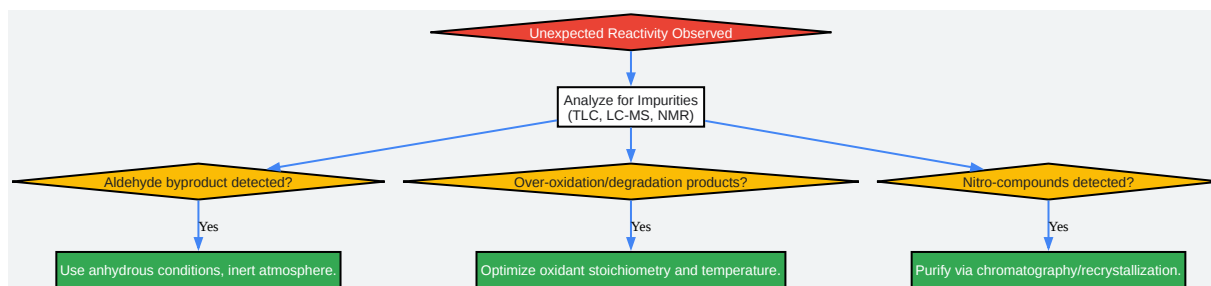 Unexpected Reactivity Observed
Analyze for Impurities
(TLC, LC-MS, NMR)
Aldehyde byproduct detected?
Over-oxidation/degradation products?
Nitro-compounds detected?
Yes
Yes
Yes
Use anhydrous conditions, inert atmosphere.
Optimize oxidant stoichiometry and temperature.
Purify via chromatography/recrystallization.